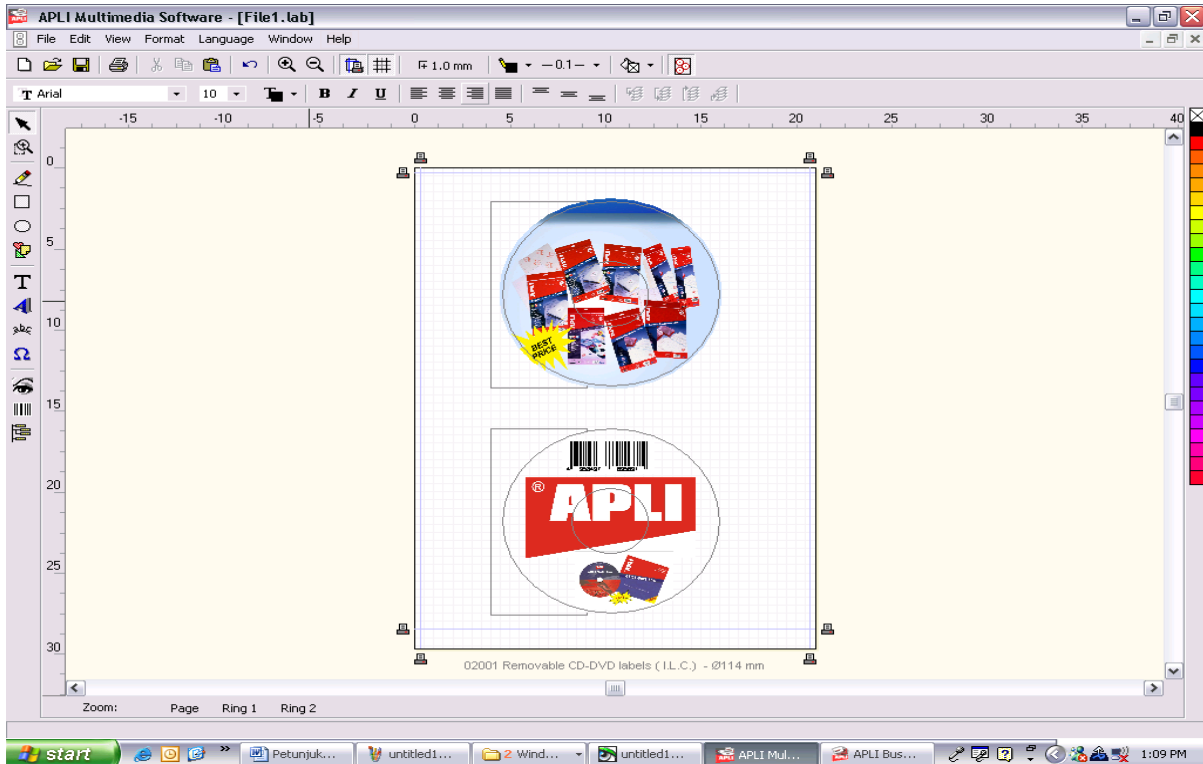 APLI Multimedia Software - [File1.lab]
File Edit View Format Language Window Help
1.0 mm -0.1-
Arial 10 B I U
-15 -10 -5 0 5 10 15 20 25 30 35 40
0
5
10
15
20
25
30
T
abc
Ω
BEST
PRICE
® APLI
02001 Removable CD-DVD labels ( I.L.C.) - Ø114 mm
Zoom: Page Ring 1 Ring 2
start » Petunjuk... untitled1... 2 Wind... untitled1... APLI Mul... APLI Bus... 1:09 PM